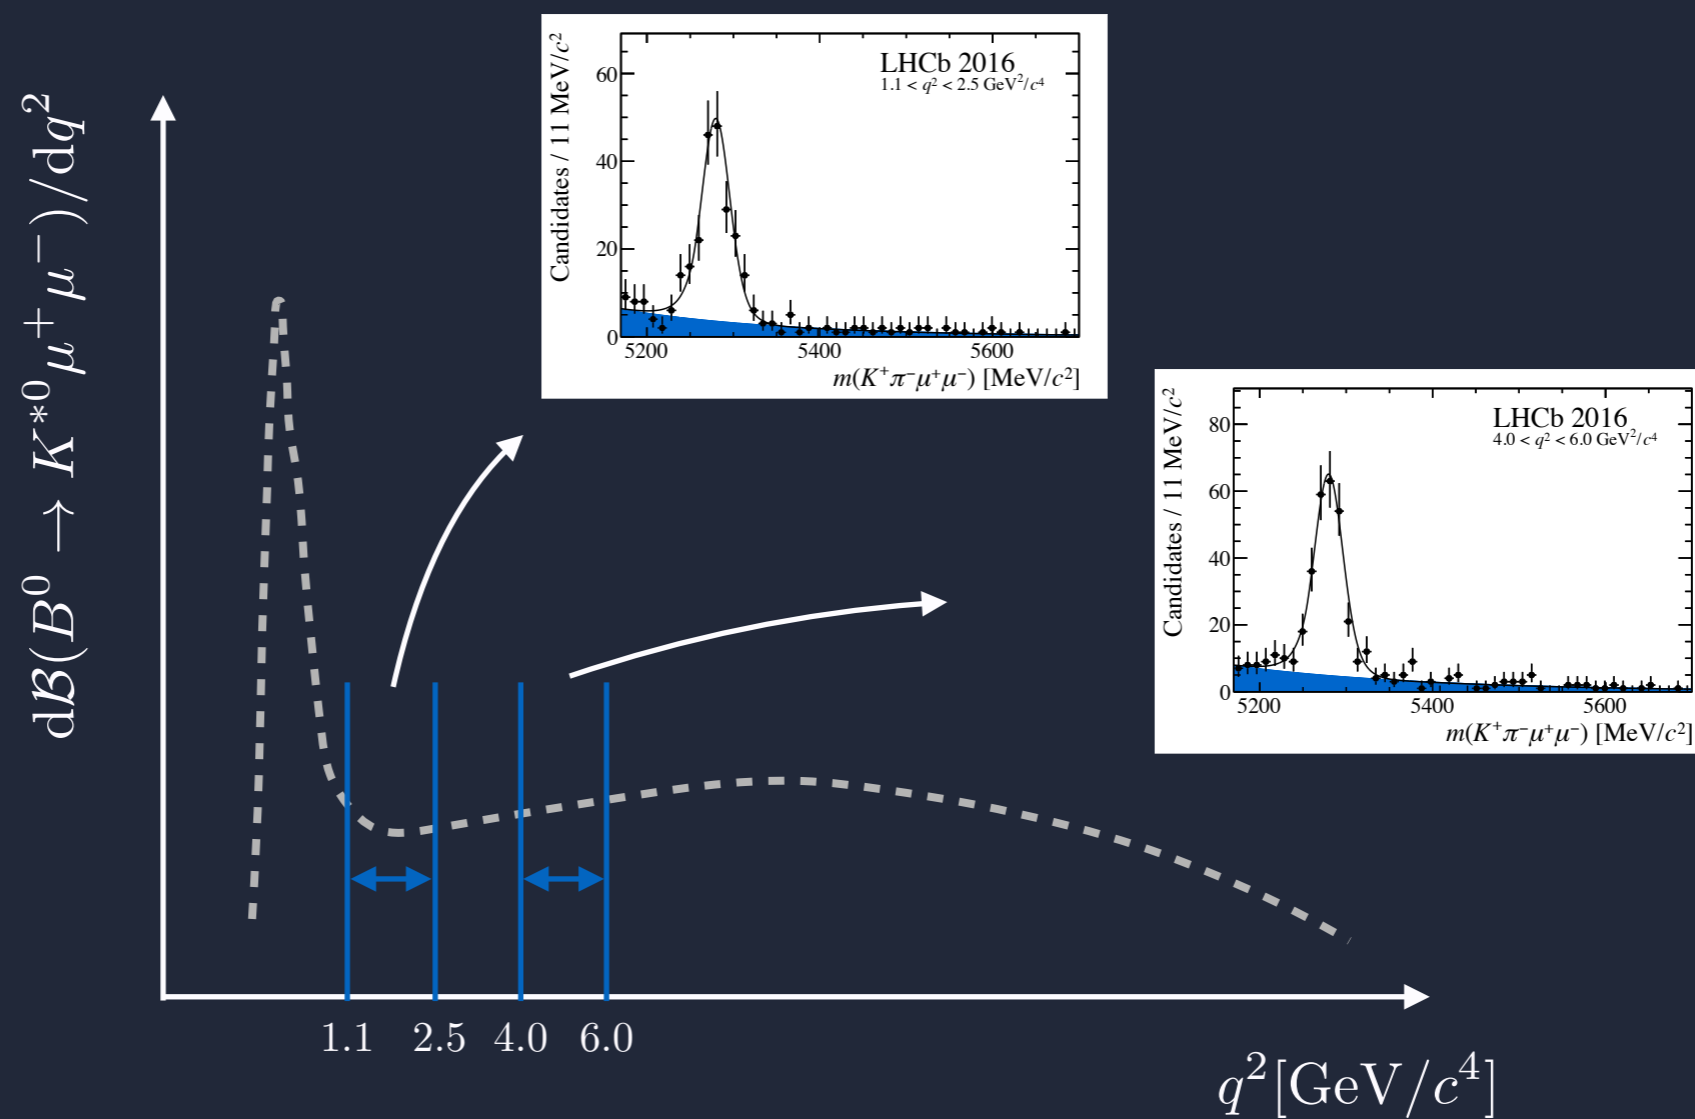 dℬ(B⁰ → K*⁰μ⁺μ⁻)/dq²
Candidates / 11 MeV/c²
60
40
20
0
LHCb 2016
1.1 < q² < 2.5 GeV²/c⁴
5200
5400
5600
m(K⁺π⁻μ⁺μ⁻) [MeV/c²]
Candidates / 11 MeV/c²
80
60
40
20
0
LHCb 2016
4.0 < q² < 6.0 GeV²/c⁴
5200
5400
5600
m(K⁺π⁻μ⁺μ⁻) [MeV/c²]
1.1 2.5 4.0 6.0
q²[GeV/c⁴]